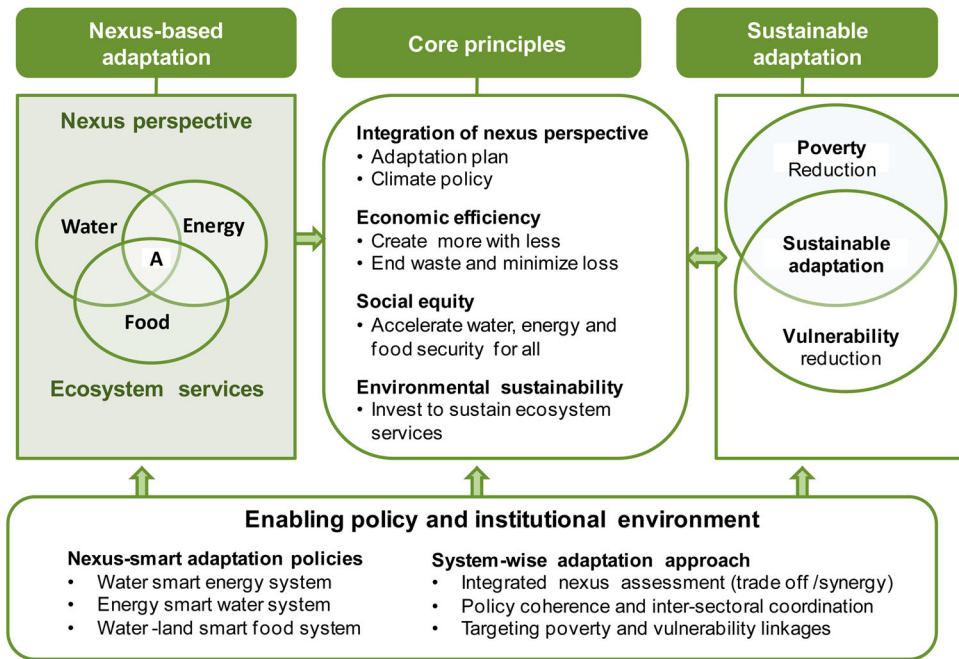 Nexus-based
adaptation
Core principles
Sustainable
adaptation
Nexus perspective
Water
Energy
A
Food
Ecosystem services
Integration of nexus perspective
• Adaptation plan
• Climate policy
Economic efficiency
• Create more with less
• End waste and minimize loss
Social equity
• Accelerate water, energy and
food security for all
Environmental sustainability
• Invest to sustain ecosystem
services
Poverty
Reduction
Sustainable
adaptation
Vulnerability
reduction
Enabling policy and institutional environment
Nexus-smart adaptation policies
• Water smart energy system
• Energy smart water system
• Water -land smart food system
System-wise adaptation approach
• Integrated nexus assessment (trade off /synergy)
• Policy coherence and inter-sectoral coordination
• Targeting poverty and vulnerability linkages